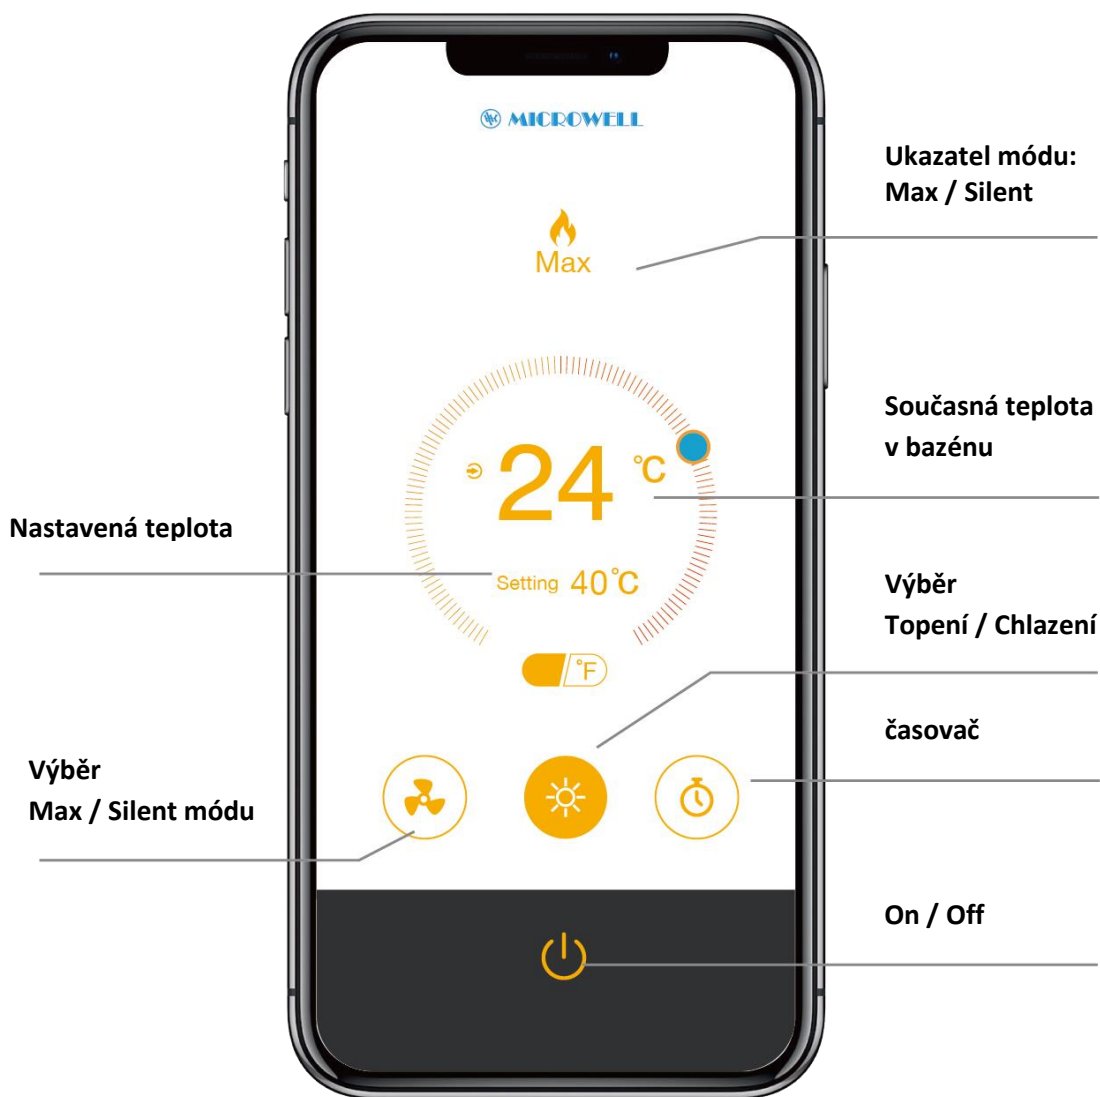 MICROWELL
Ukazatel módu:
Max / Silent
Max
Současná teplota
v bazénu
24 °C
Nastavená teplota
Setting 40°C
Výběr
Topení / Chlazení
°F
časovač
Výběr
Max / Silent módu
On / Off